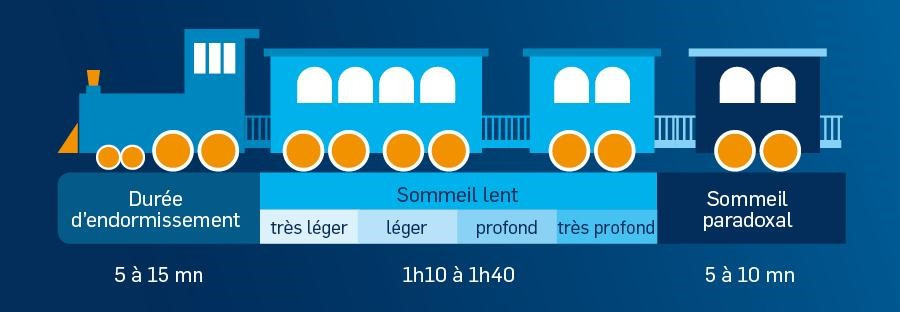 Durée
d'endormissement
Sommeil lent
très léger léger profond très profond
Sommeil
paradoxal
5 à 15 mn 1h10 à 1h40 5 à 10 mn